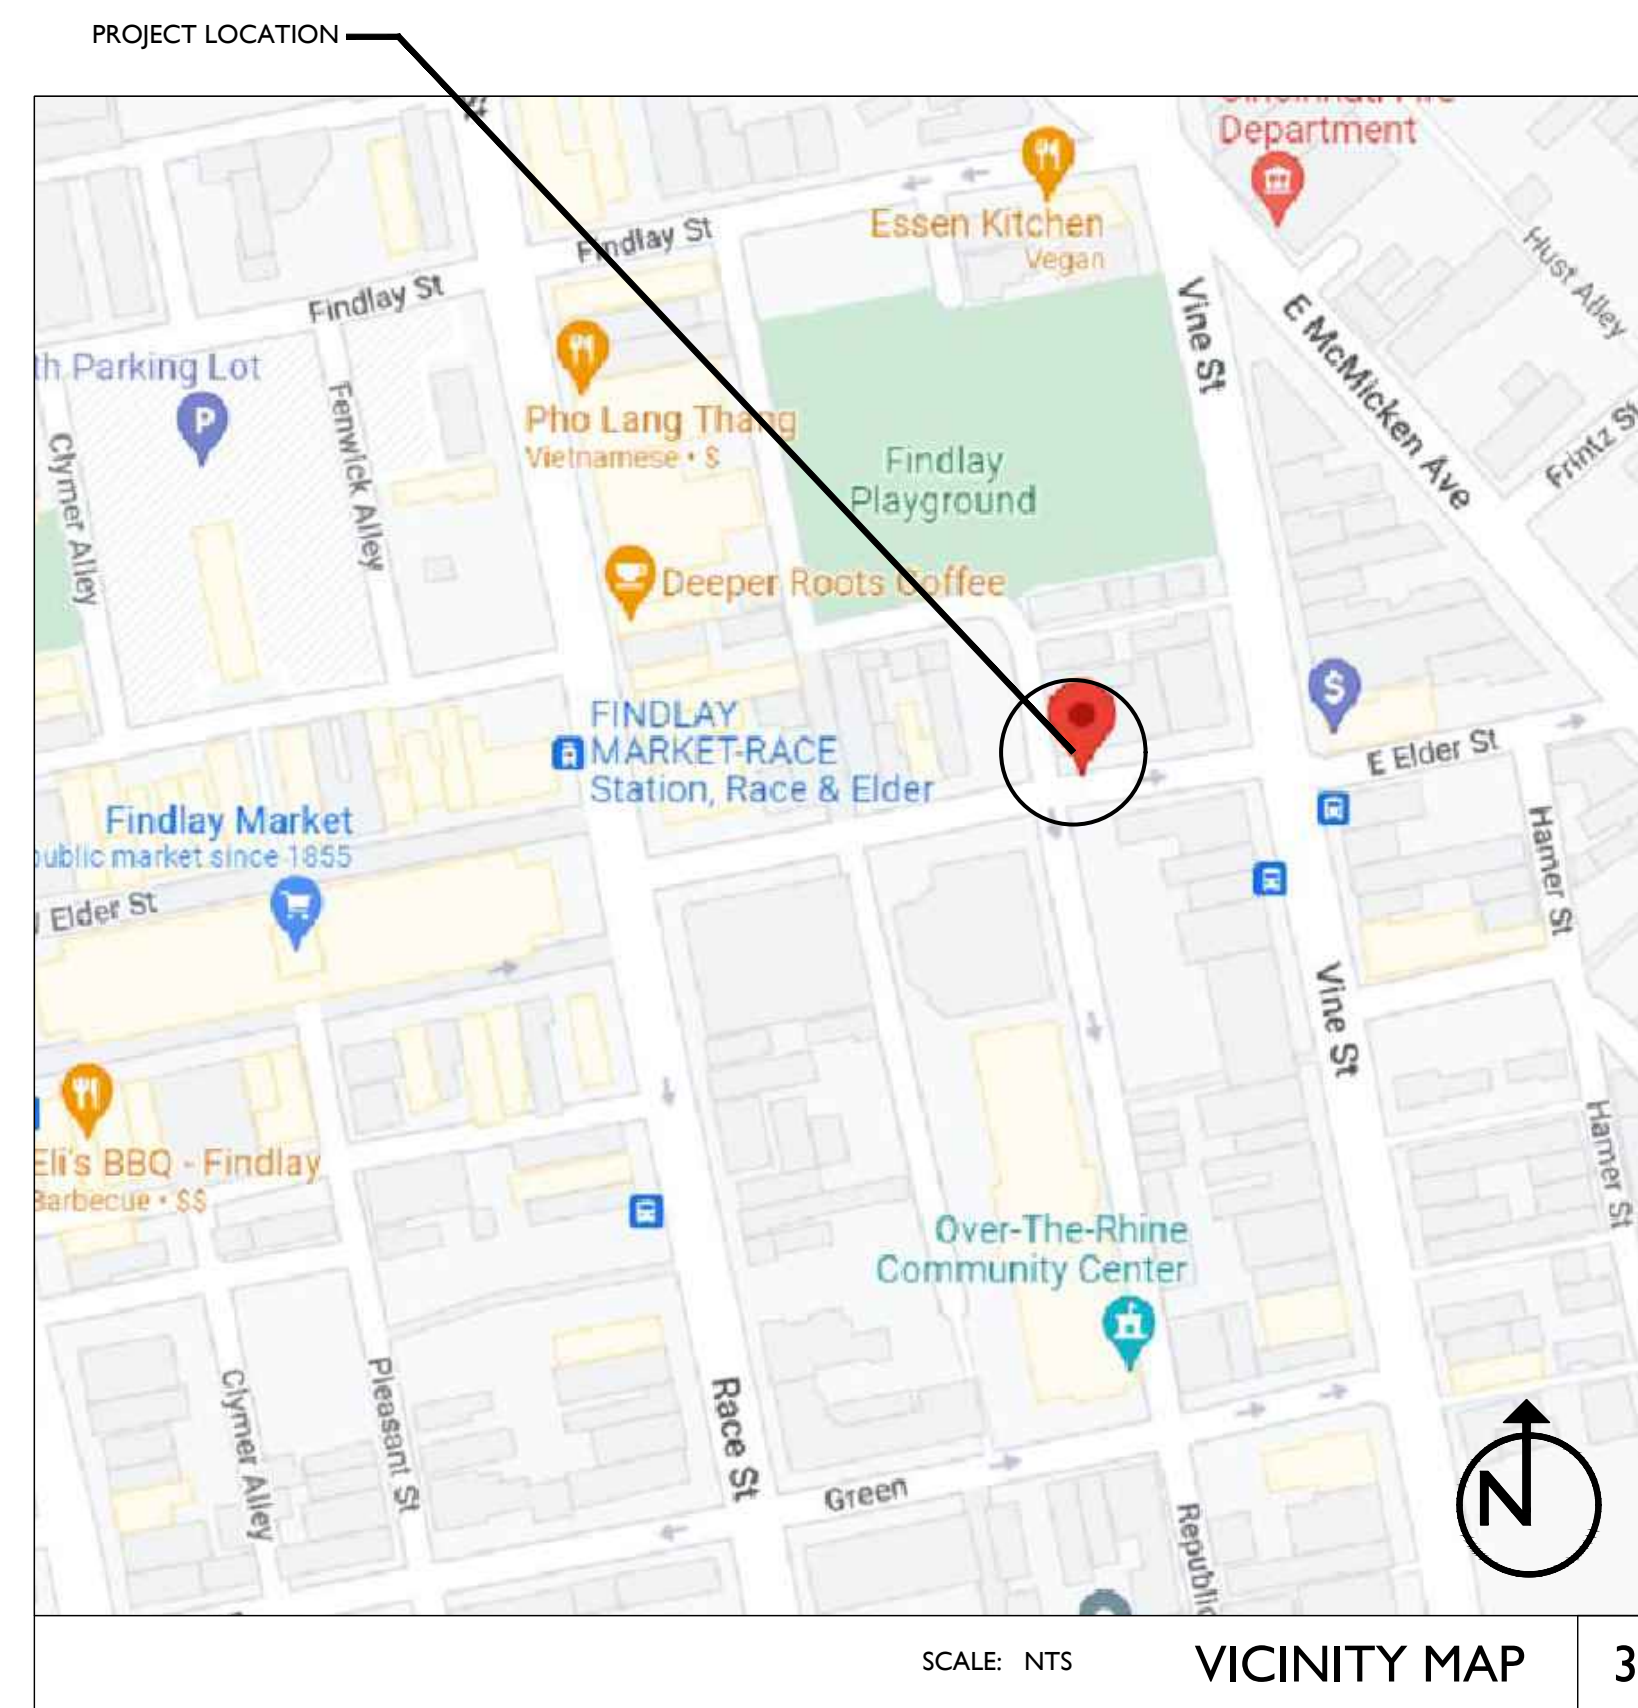 PROJECT LOCATION
Department
Essen Kitchen
Vegan
Findlay St
Findlay St
Hust Alley
Vine St
E McMicken Ave
th Parking Lot
P
Fenwick Alley
Clymer Alley
Pho Lang Thang
Vietnamese • $
Findlay
Playground
Frintz St
Deeper Roots Coffee
FINDLAY
MARKET-RACE
Station, Race & Elder
$
E Elder St
Findlay Market
public market since 1855
Elder St
Hamer St
Vine St
Eli's BBQ - Findlay
Barbecue • $$
Hamer St
Over-The-Rhine
Community Center
Clymer Alley
Pleasant St
Race St
Green
Republic
N
SCALE: NTS
VICINITY MAP
3